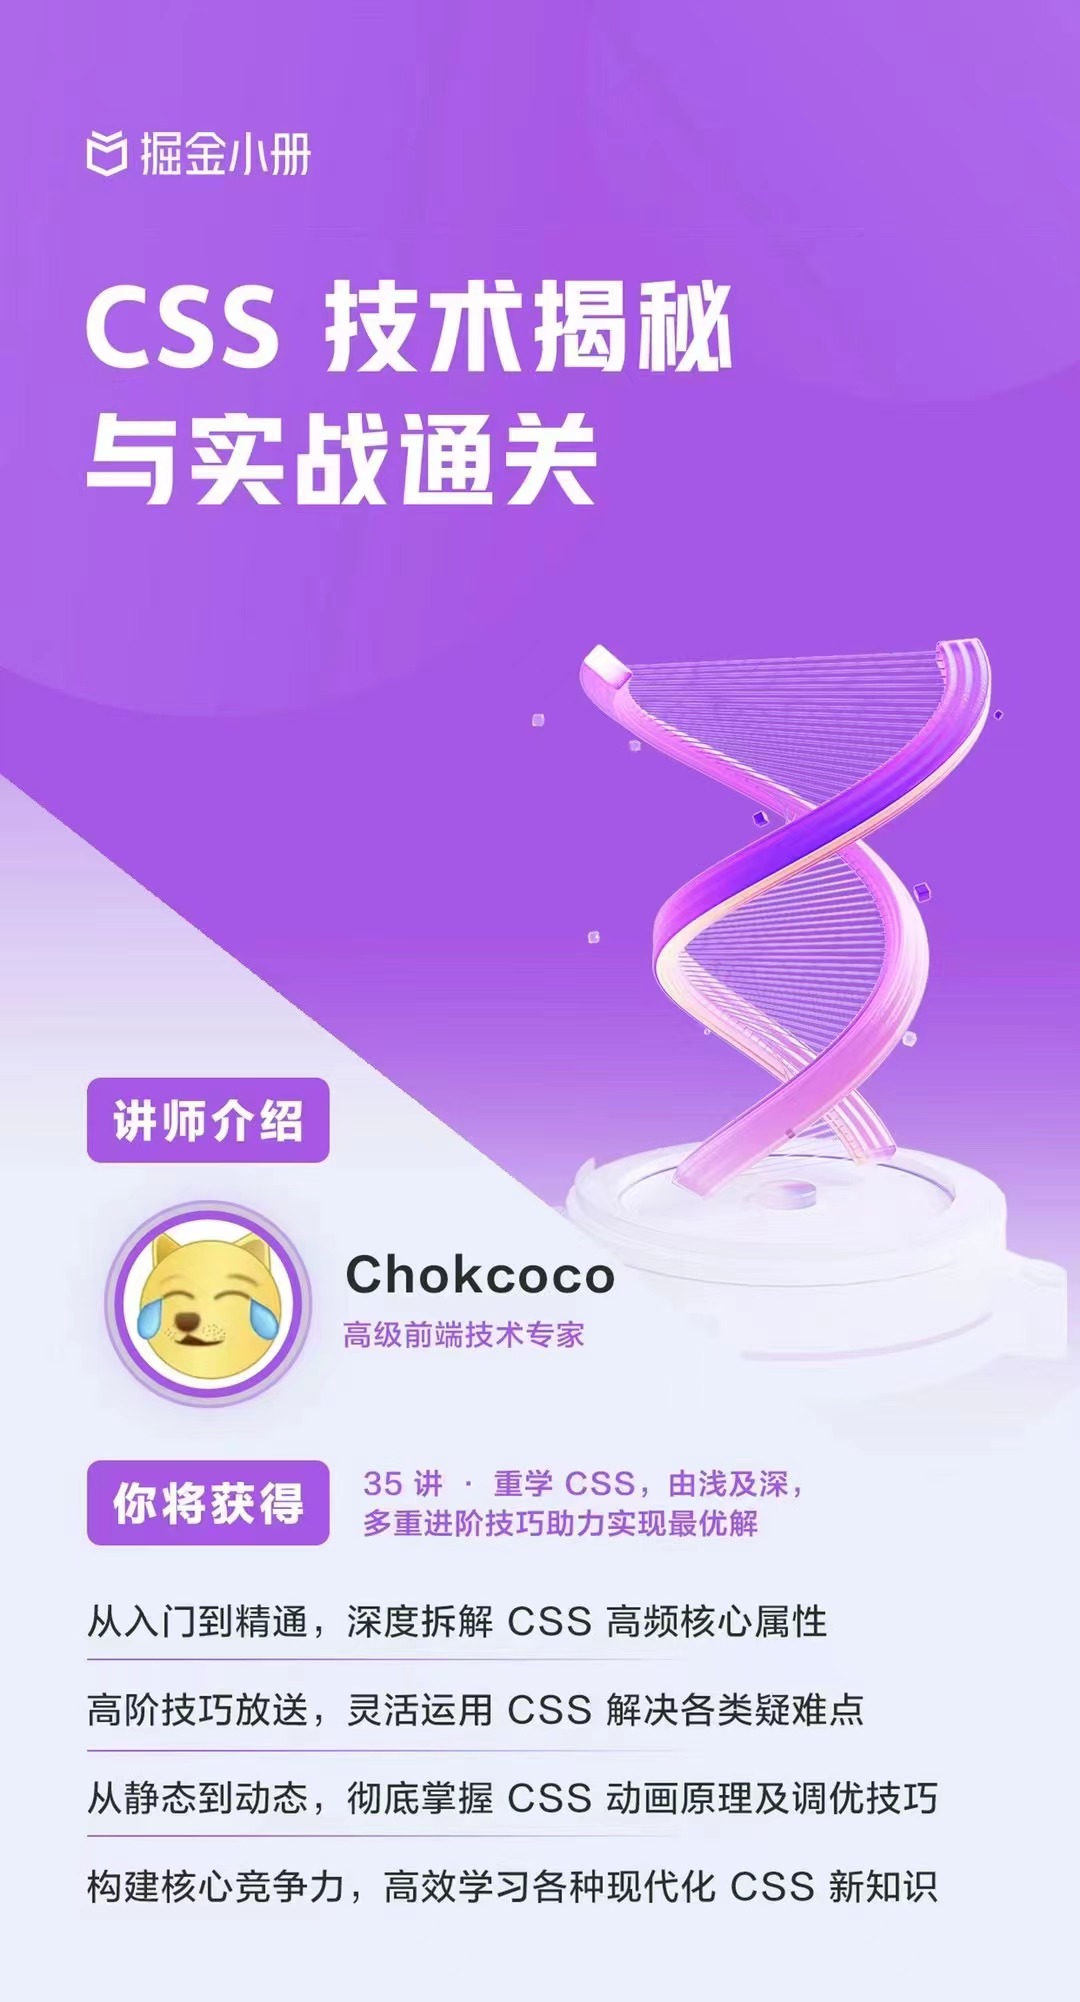 掘金小册
CSS 技术揭秘
与实战通关
讲师介绍
Chokcoco
高级前端技术专家
你将获得
35 讲 · 重学 CSS，由浅及深，
多重进阶技巧助力实现最优解
从入门到精通，深度拆解 CSS 高频核心属性
高阶技巧放送，灵活运用 CSS 解决各类疑难点
从静态到动态，彻底掌握 CSS 动画原理及调优技巧
构建核心竞争力，高效学习各种现代化 CSS 新知识